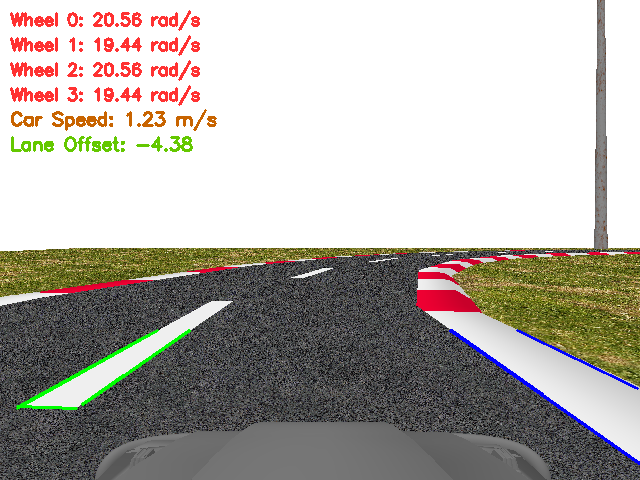 Wheel 0: 20.56 rad/s
Wheel 1: 19.44 rad/s
Wheel 2: 20.56 rad/s
Wheel 3: 19.44 rad/s
Car Speed: 1.23 m/s
Lane Offset: -4.38